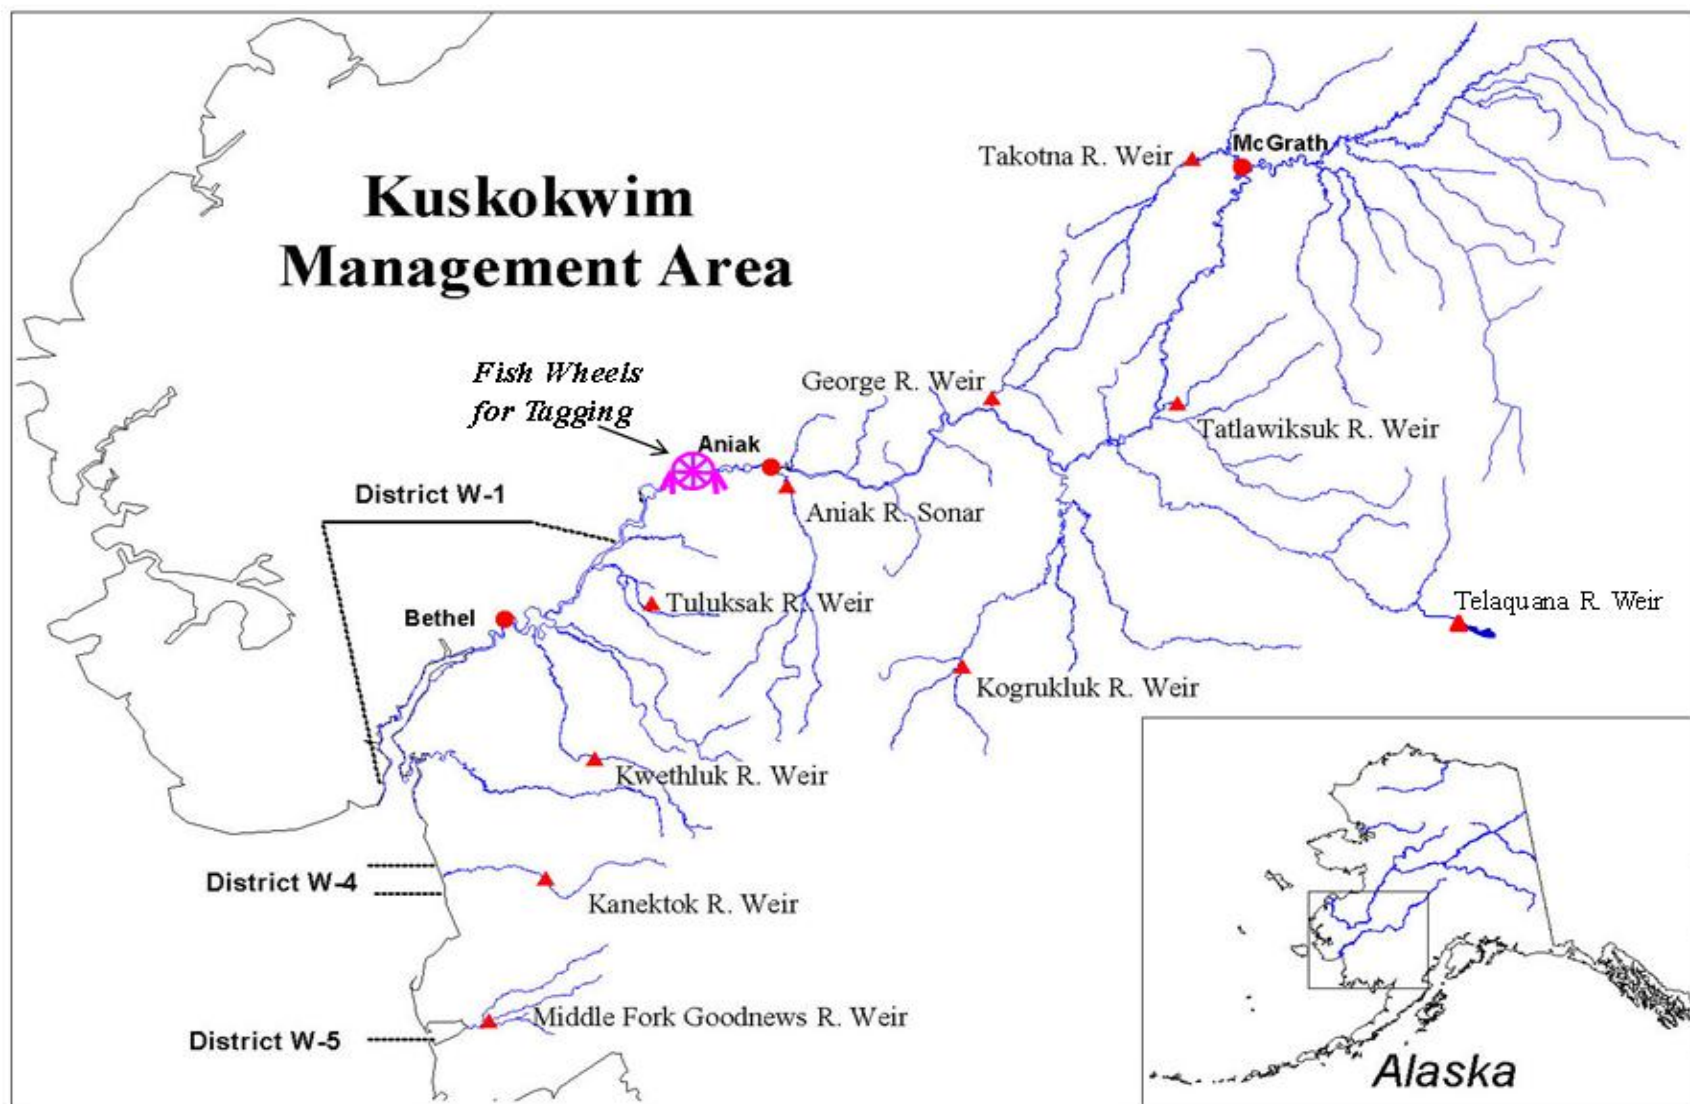 Kuskokwim
Management Area
McGrath
Takotna R. Weir
Fish Wheels
for Tagging
George R. Weir
Tatlawiksuk R. Weir
Aniak
District W-1
Aniak R. Sonar
Tuluksak R. Weir
Bethel
Telaquana R. Weir
Kogrukluk R. Weir
Kwethluk R. Weir
District W-4
Kanektok R. Weir
Middle Fork Goodnews R. Weir
District W-5
Alaska